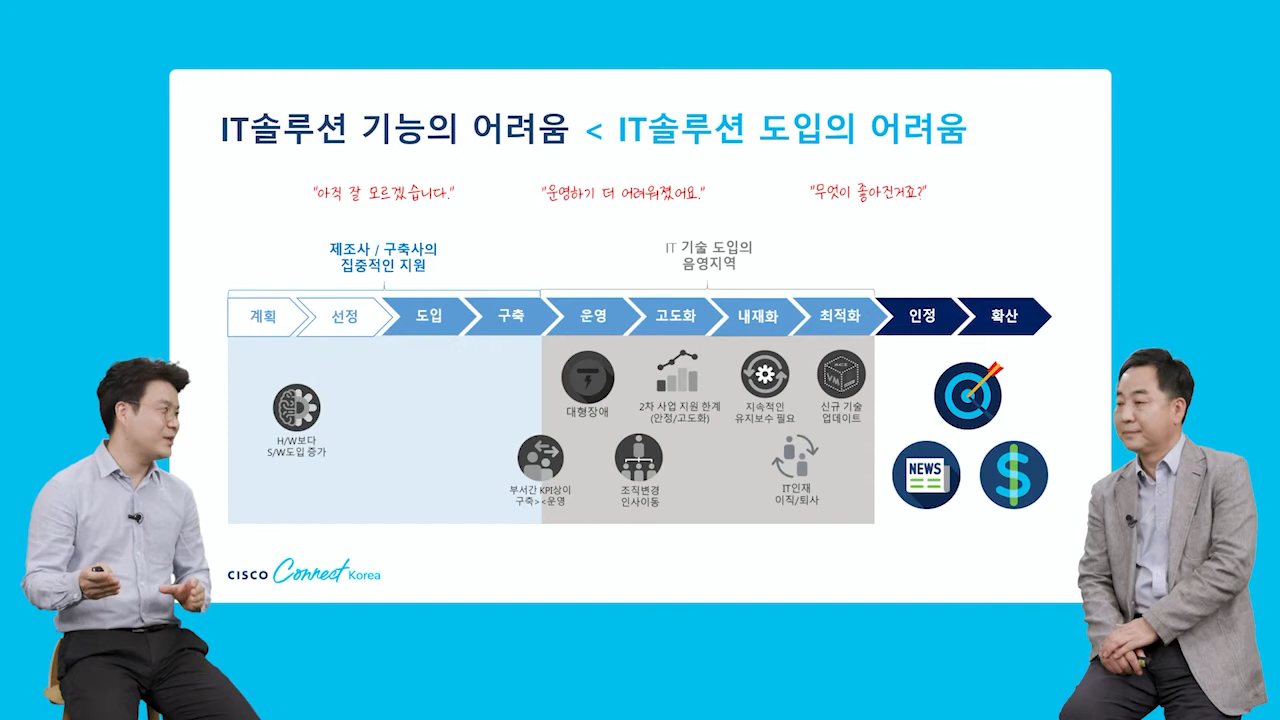 IT솔루션 기능의 어려움 < IT솔루션 도입의 어려움
"아직 잘 모르겠습니다."
"운영하기 더 어려워졌어요."
"무엇이 좋아진거죠?"
제조사 / 구축사의
집중적인 지원
IT 기술 도입의
음영지역
계획
선정
도입
구축
운영
고도화
내재화
최적화
인정
확산
H/W보다
S/W도입 증가
대형장애
2차 사업 지원 한계
(안정/고도화)
지속적인
유지보수 필요
ACI
VM
신규 기술
업데이트
부서간 KPI상이
구축><운영
조직변경
인사이동
IT인재
이직/퇴사
NEWS
CISCO Connect Korea